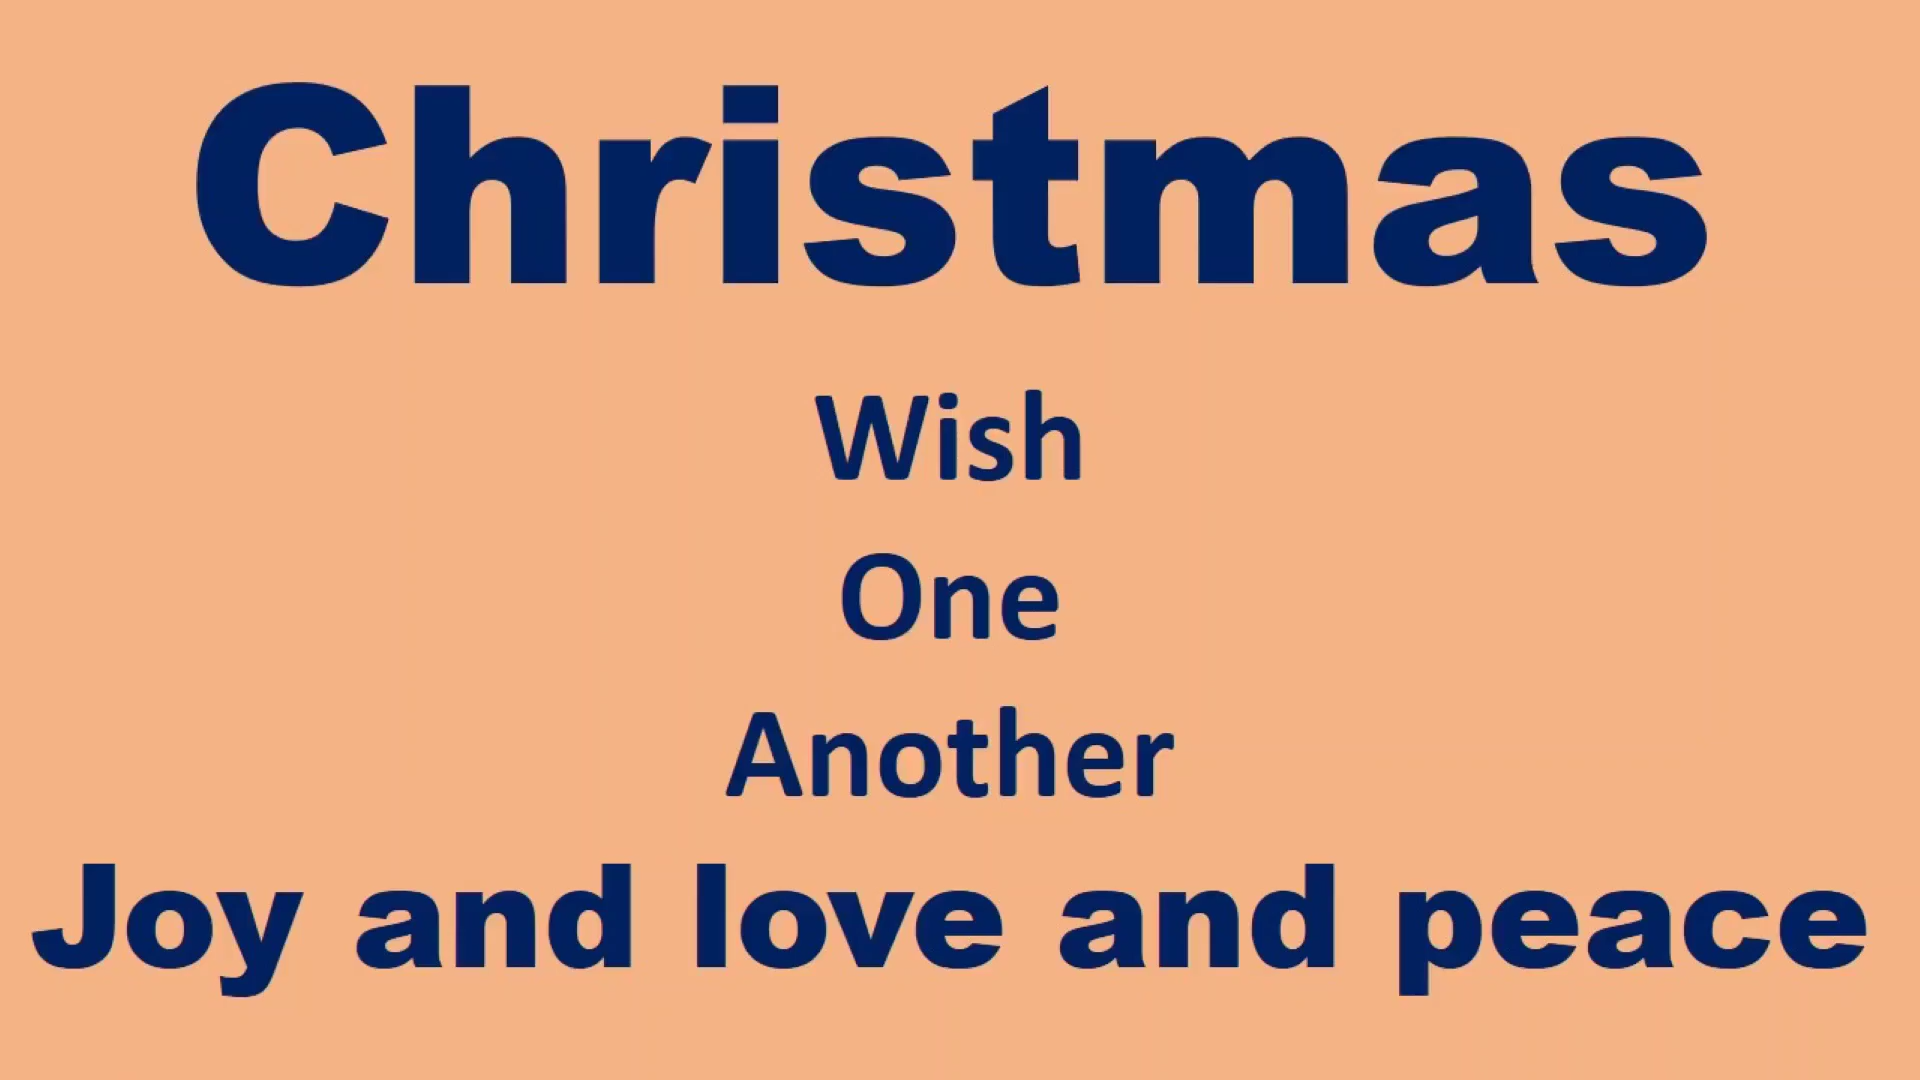 Christmas
Wish
One
Another
Joy and love and peace